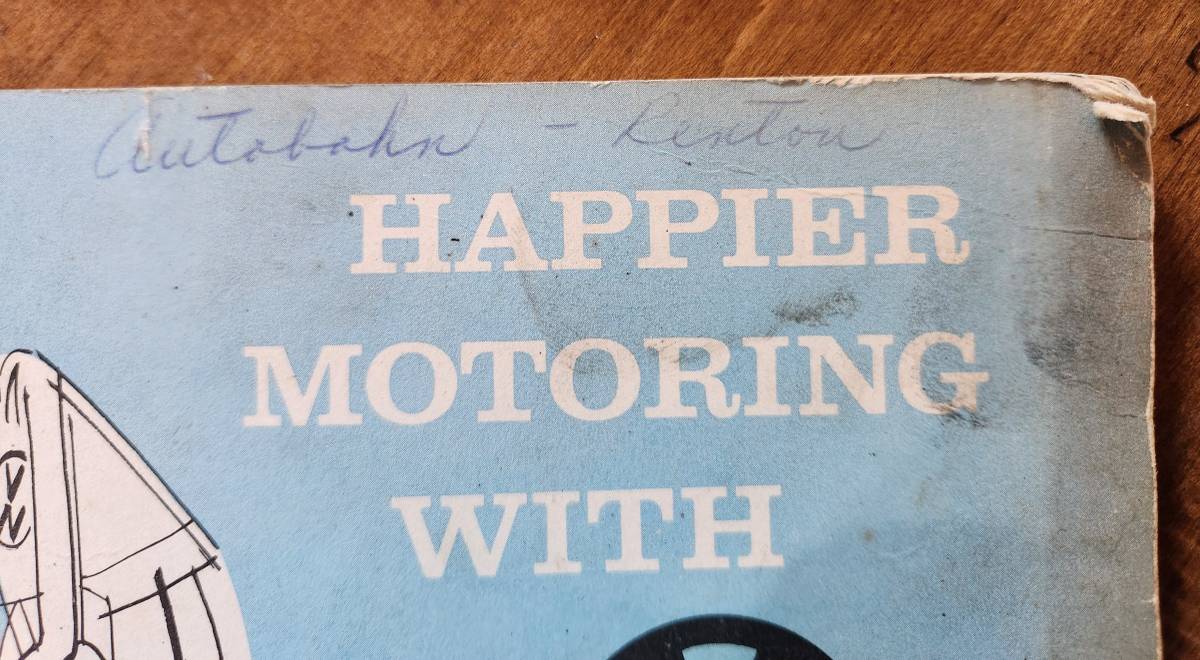 Autobahn - Renton
HAPPIER
MOTORING
WITH